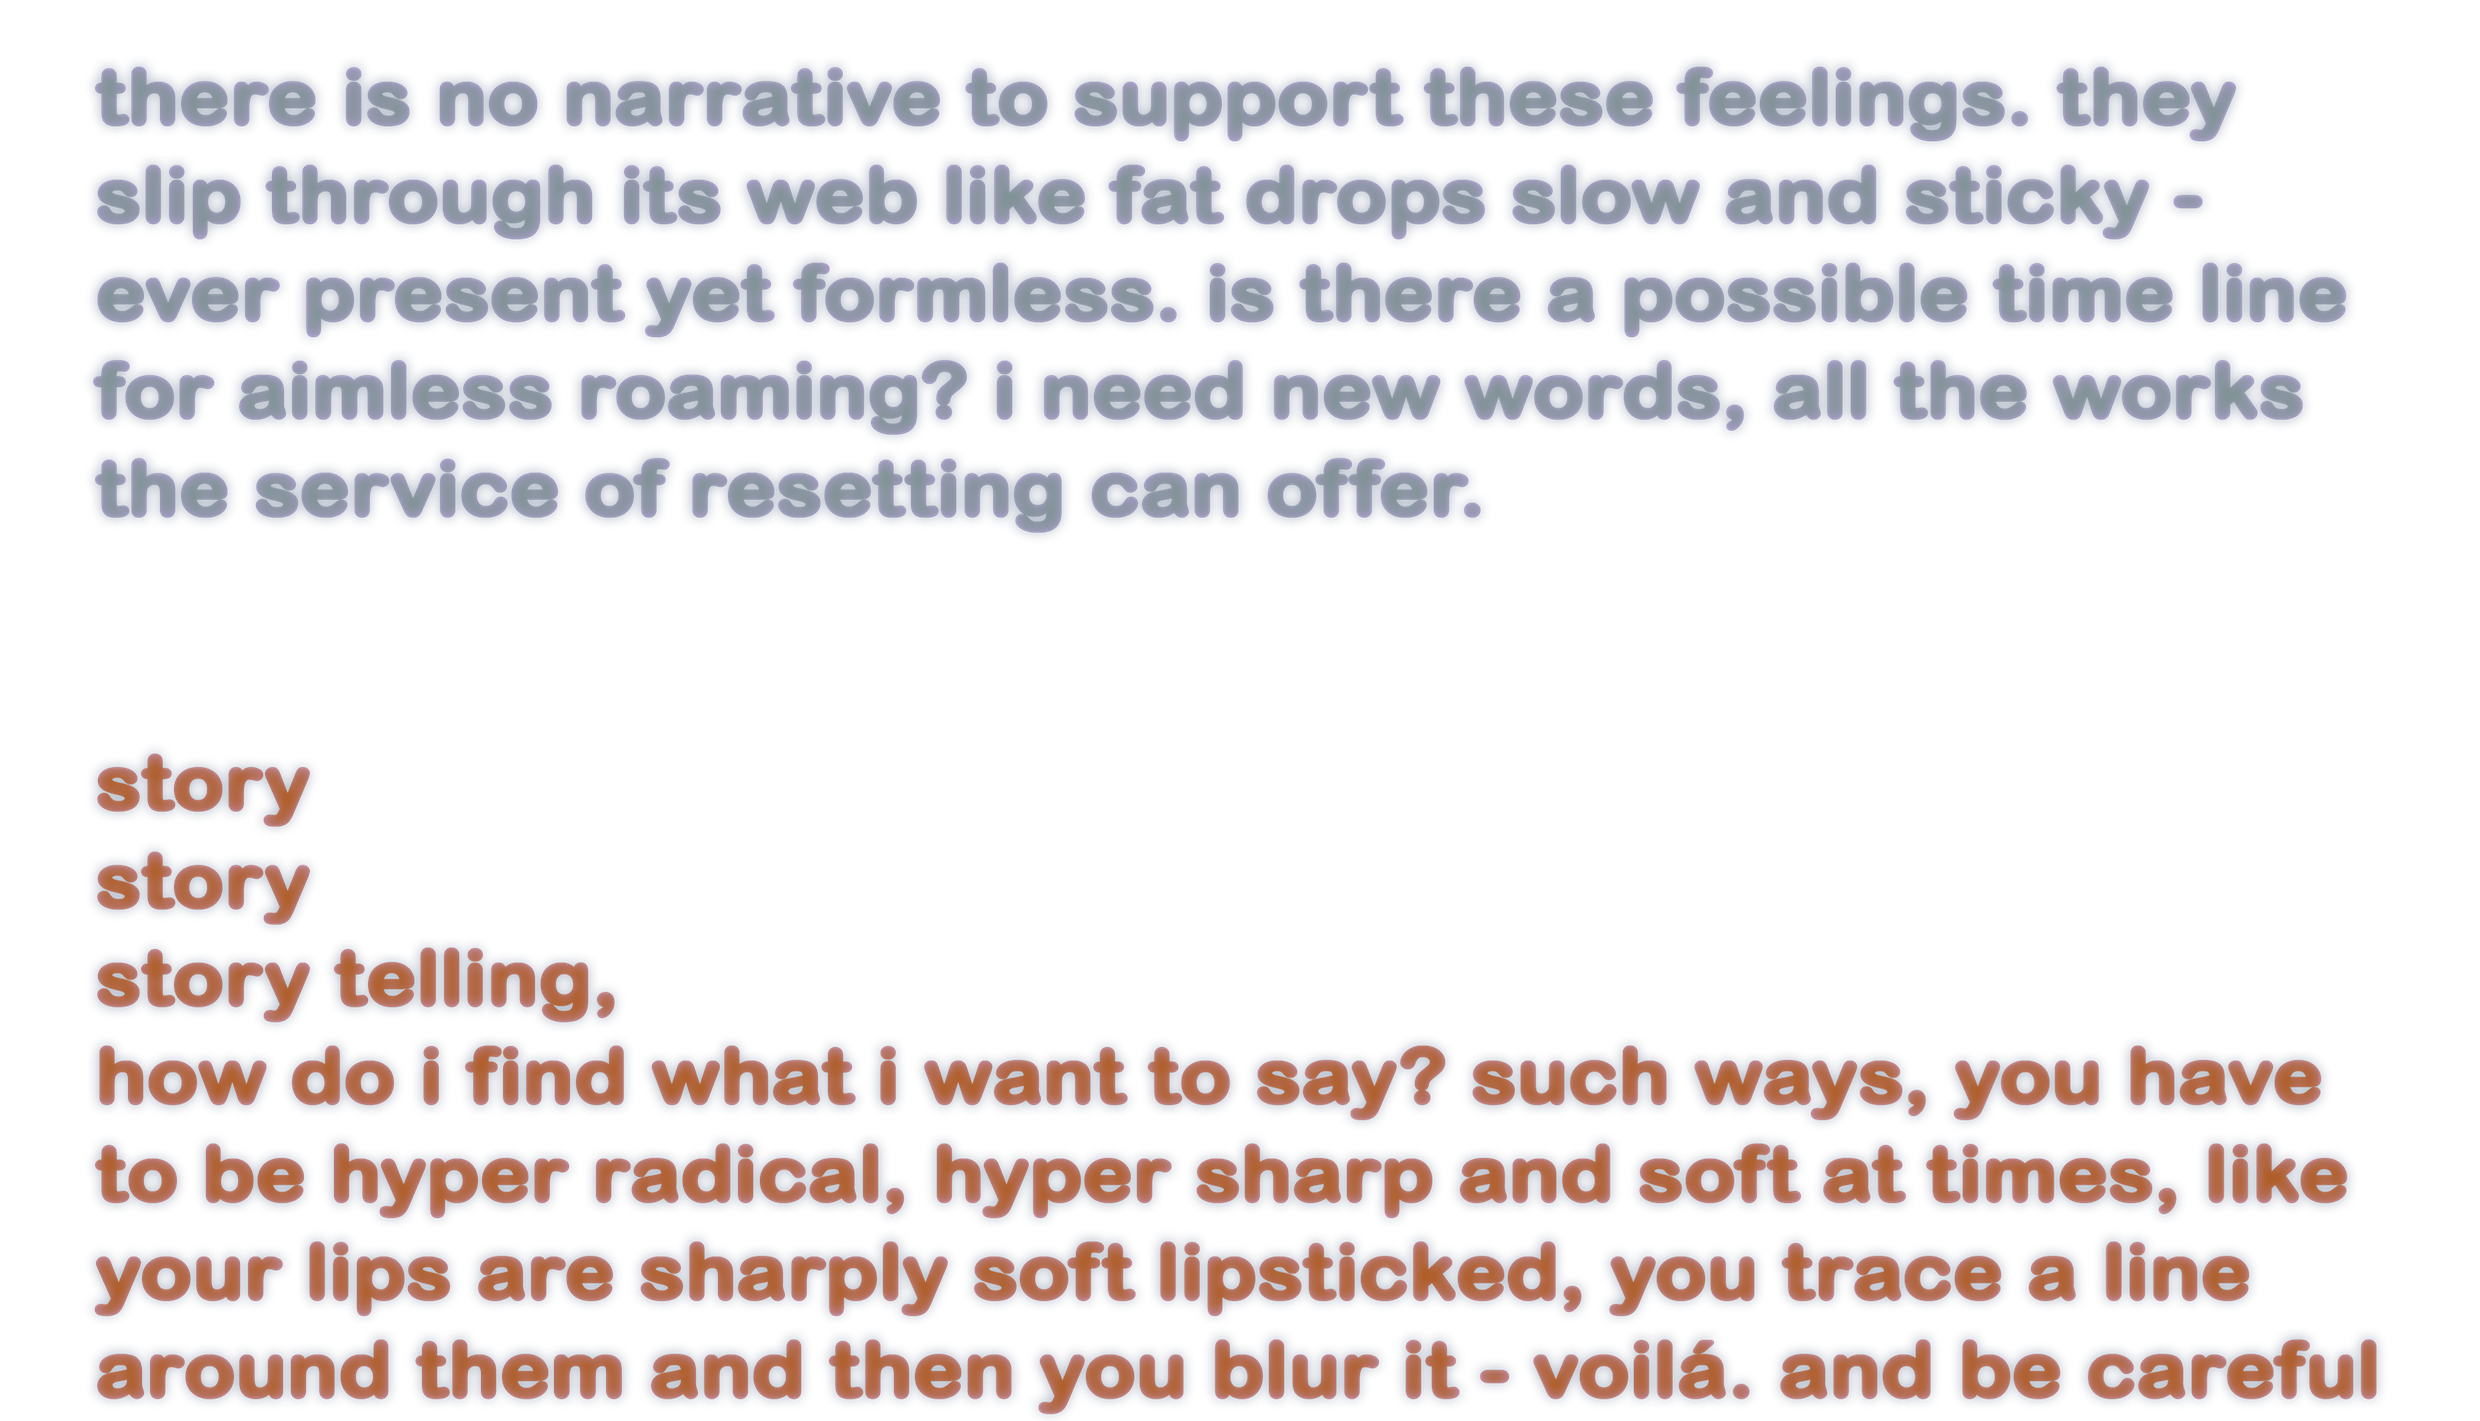 there is no narrative to support these feelings. they
slip through its web like fat drops slow and sticky -
ever present yet formless. is there a possible time line
for aimless roaming? i need new words, all the works
the service of resetting can offer.
story
story
story telling,
how do i find what i want to say? such ways, you have
to be hyper radical, hyper sharp and soft at times, like
your lips are sharply soft lipsticked, you trace a line
around them and then you blur it - voilá. and be careful